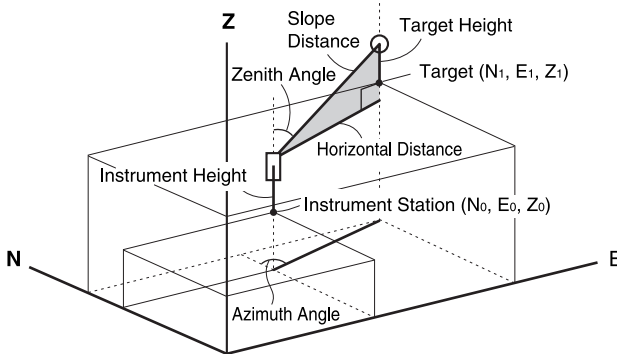 Z
Slope
Distance
Target Height
Zenith Angle
Target (N1, E1, Z1)
Horizontal Distance
Instrument Height
Instrument Station (N0, E0, Z0)
N
E
Azimuth Angle